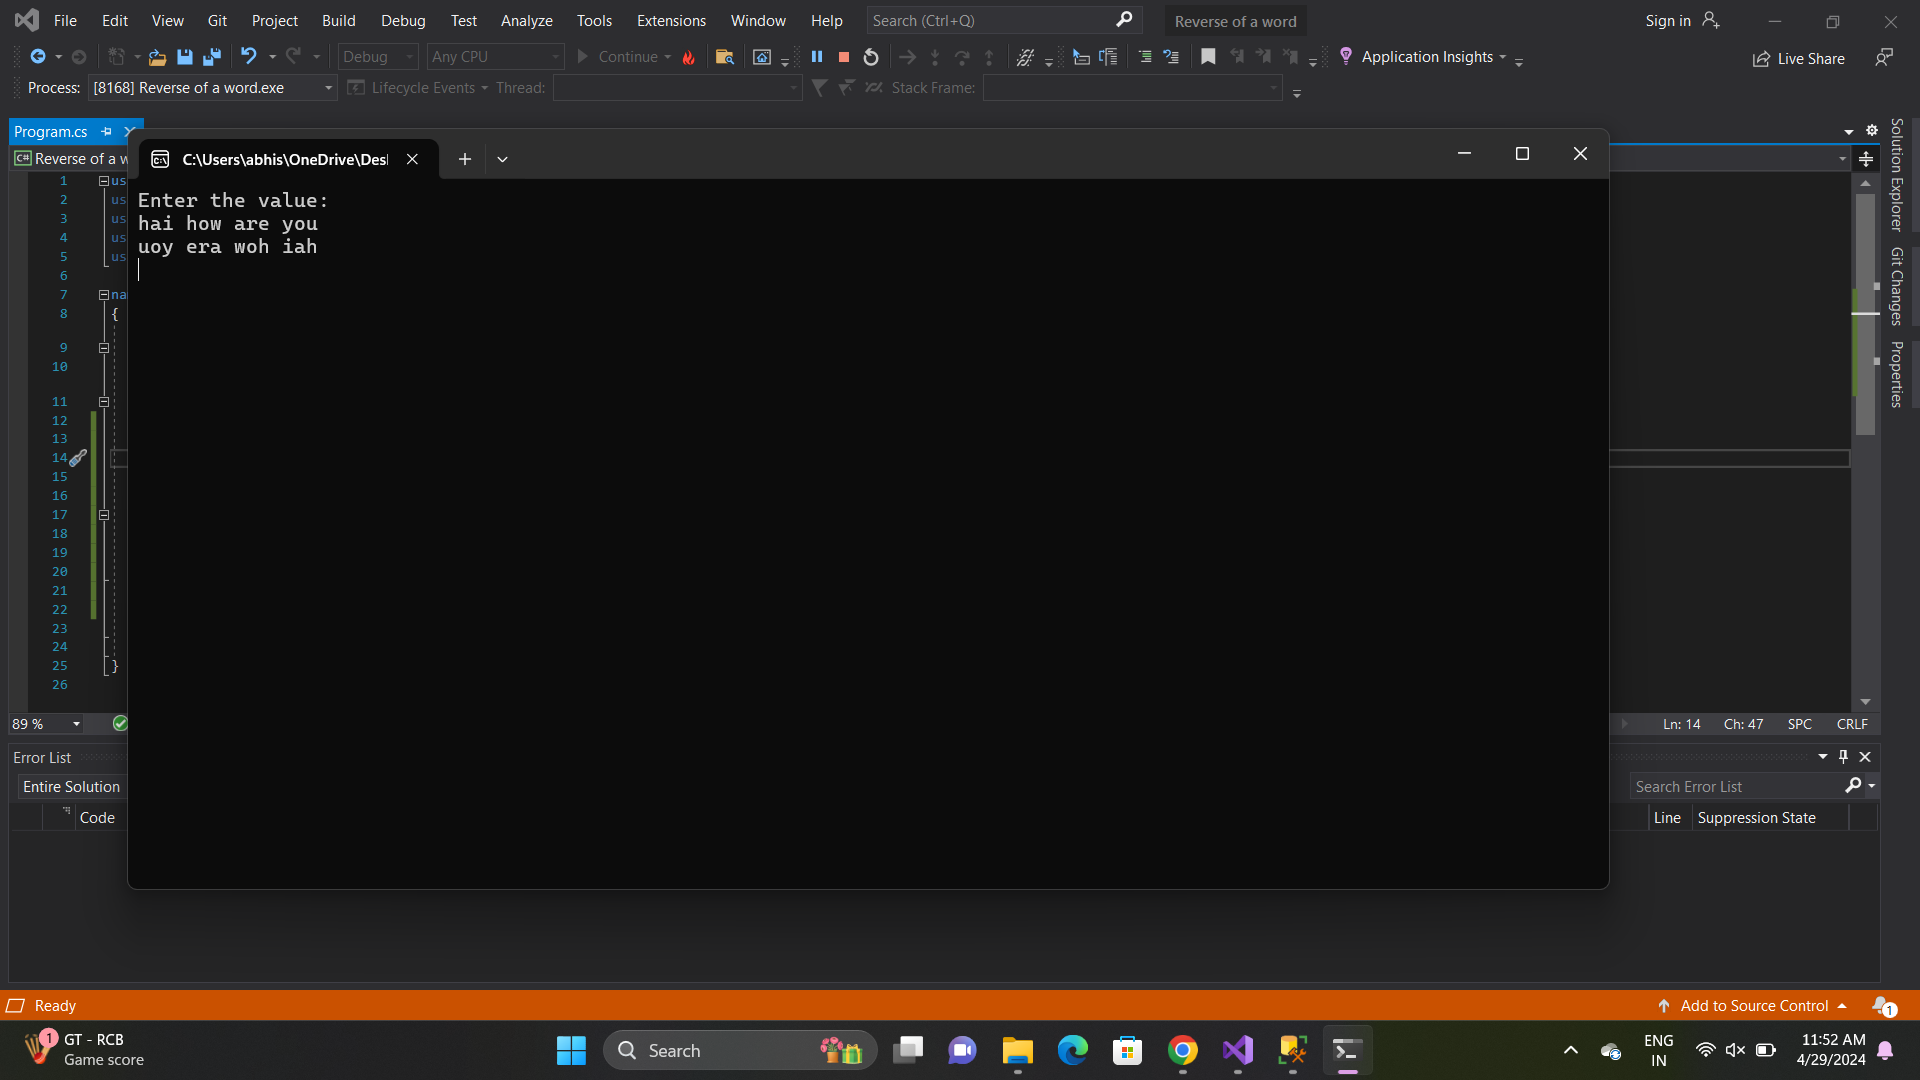 File Edit View Git Project Build Debug Test Analyze Tools Extensions Window Help Search (Ctrl+Q) Reverse of a word Sign in
Debug Any CPU Continue Application Insights Live Share
Process: [8168] Reverse of a word.exe Lifecycle Events Thread: Stack Frame:
Program.cs
C# Reverse of a w
C:\Users\abhis\OneDrive\Des
Enter the value:
hai how are you
uoy era woh iah
1 us
2 us
3 us
4 us
5 us
6
7 na
8 {
9
10
11
12
13
14
15
16
17
18
19
20
21
22
23
24
25 }
26
Solution Explorer
Git Changes
Properties
89 % Ln: 14 Ch: 47 SPC CRLF
Error List
Entire Solution Search Error List
Code Line Suppression State
Ready Add to Source Control 1
1 GT - RCB
Game score
Search
ENG
IN
11:52 AM
4/29/2024